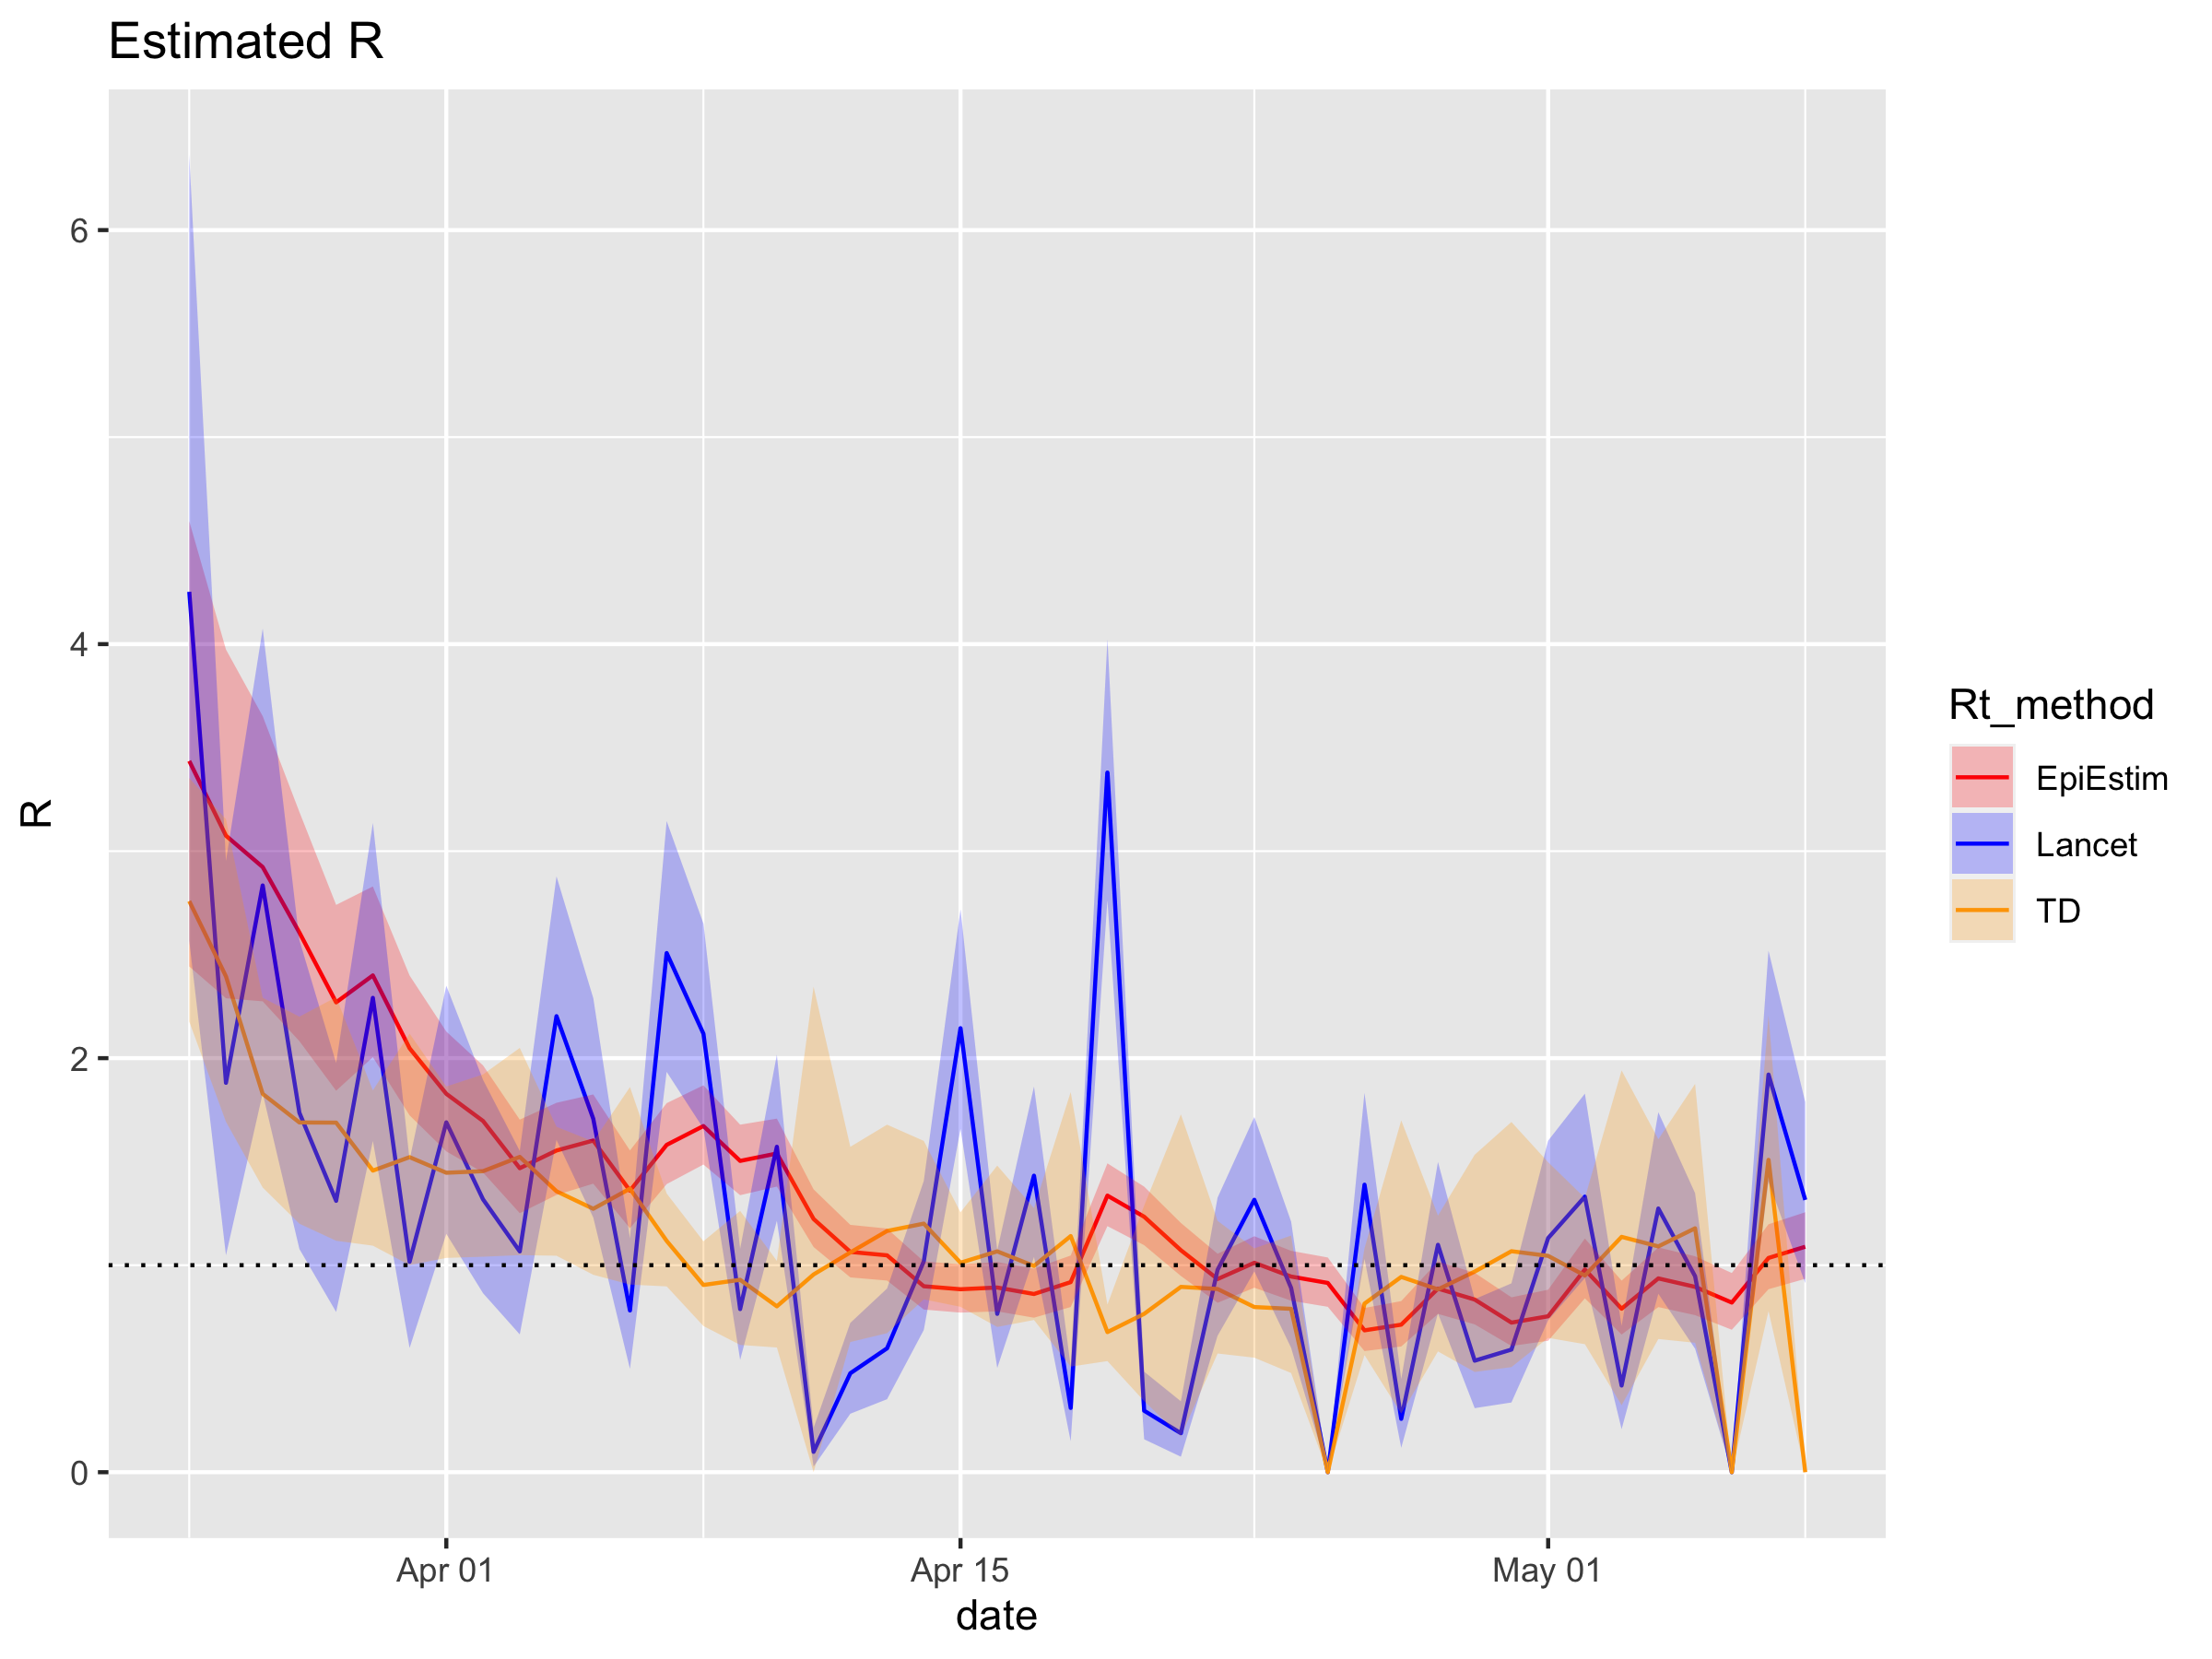 Estimated R
6
4
2
0
R
Apr 01
Apr 15
May 01
date
Rt_method
EpiEstim
Lancet
TD